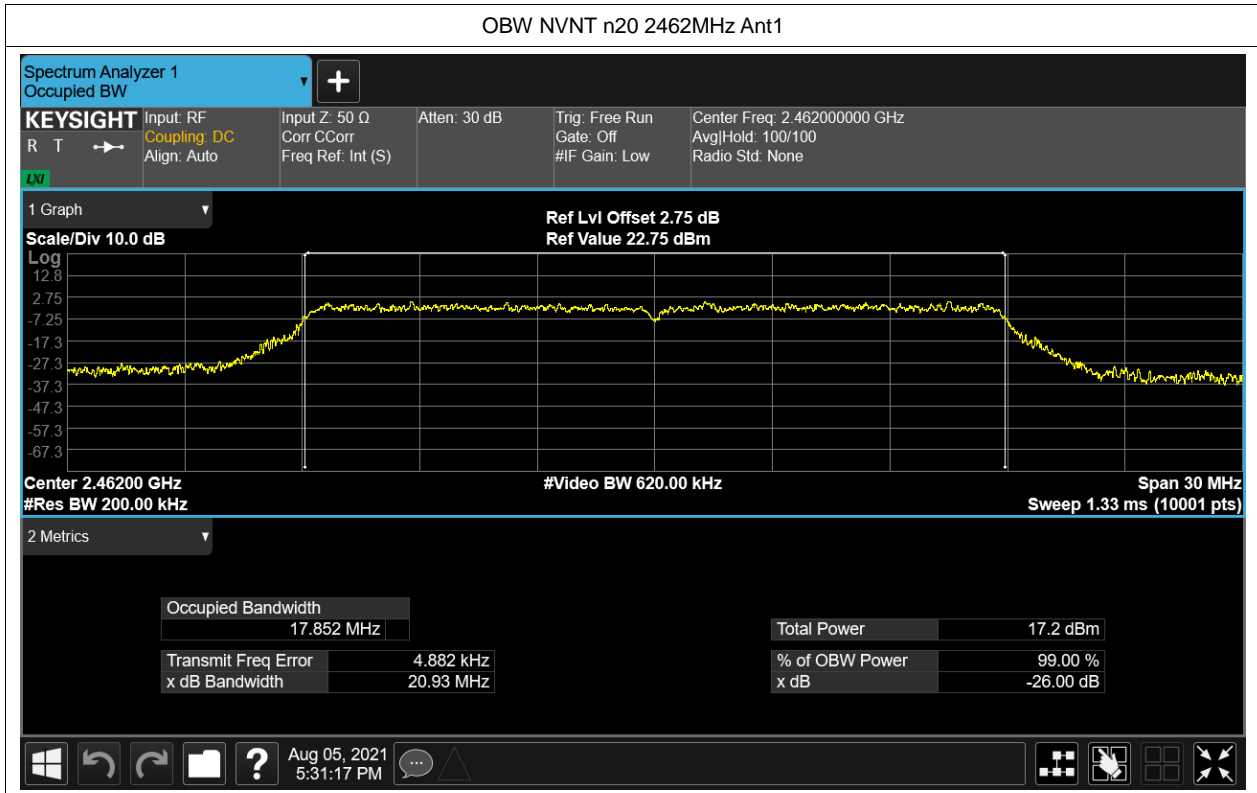 OBW NVNT n20 2462MHz Ant1
Spectrum Analyzer 1
Occupied BW
KEYSIGHT
R T
LXI
Input: RF
Coupling: DC
Align: Auto
Input Z: 50 Ω
Corr CCorr
Freq Ref: Int (S)
Atten: 30 dB
Trig: Free Run
Gate: Off
#IF Gain: Low
Center Freq: 2.462000000 GHz
Avg|Hold: 100/100
Radio Std: None
1 Graph
Scale/Div 10.0 dB
Ref Lvl Offset 2.75 dB
Ref Value 22.75 dBm
Log
12.8
2.75
-7.25
-17.3
-27.3
-37.3
-47.3
-57.3
-67.3
Center 2.46200 GHz
#Video BW 620.00 kHz
Span 30 MHz
#Res BW 200.00 kHz
Sweep 1.33 ms (10001 pts)
2 Metrics
Occupied Bandwidth
17.852 MHz
Total Power 17.2 dBm
Transmit Freq Error 4.882 kHz
% of OBW Power 99.00 %
x dB Bandwidth 20.93 MHz
x dB -26.00 dB
?
Aug 05, 2021
5:31:17 PM